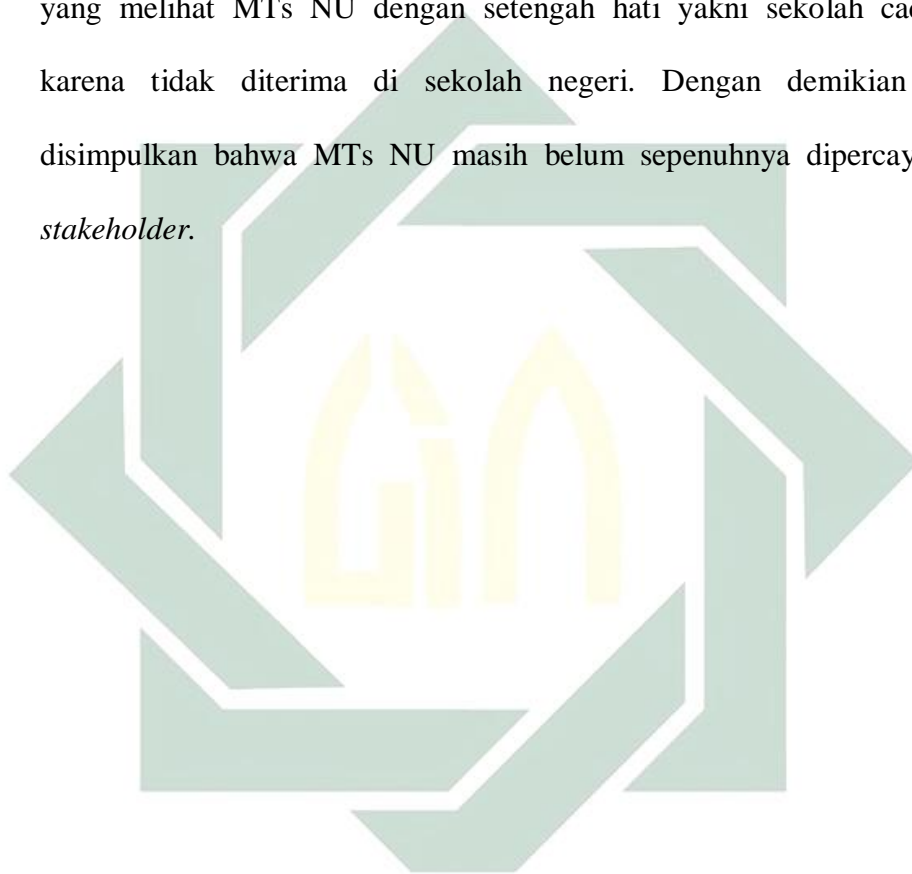 yang melihat MTs NU dengan setengah hati yakni sekolah
karena tidak diterima di sekolah negeri. Dengan demikian
disimpulkan bahwa MTs NU masih belum sepenuhnya
stakeholder.